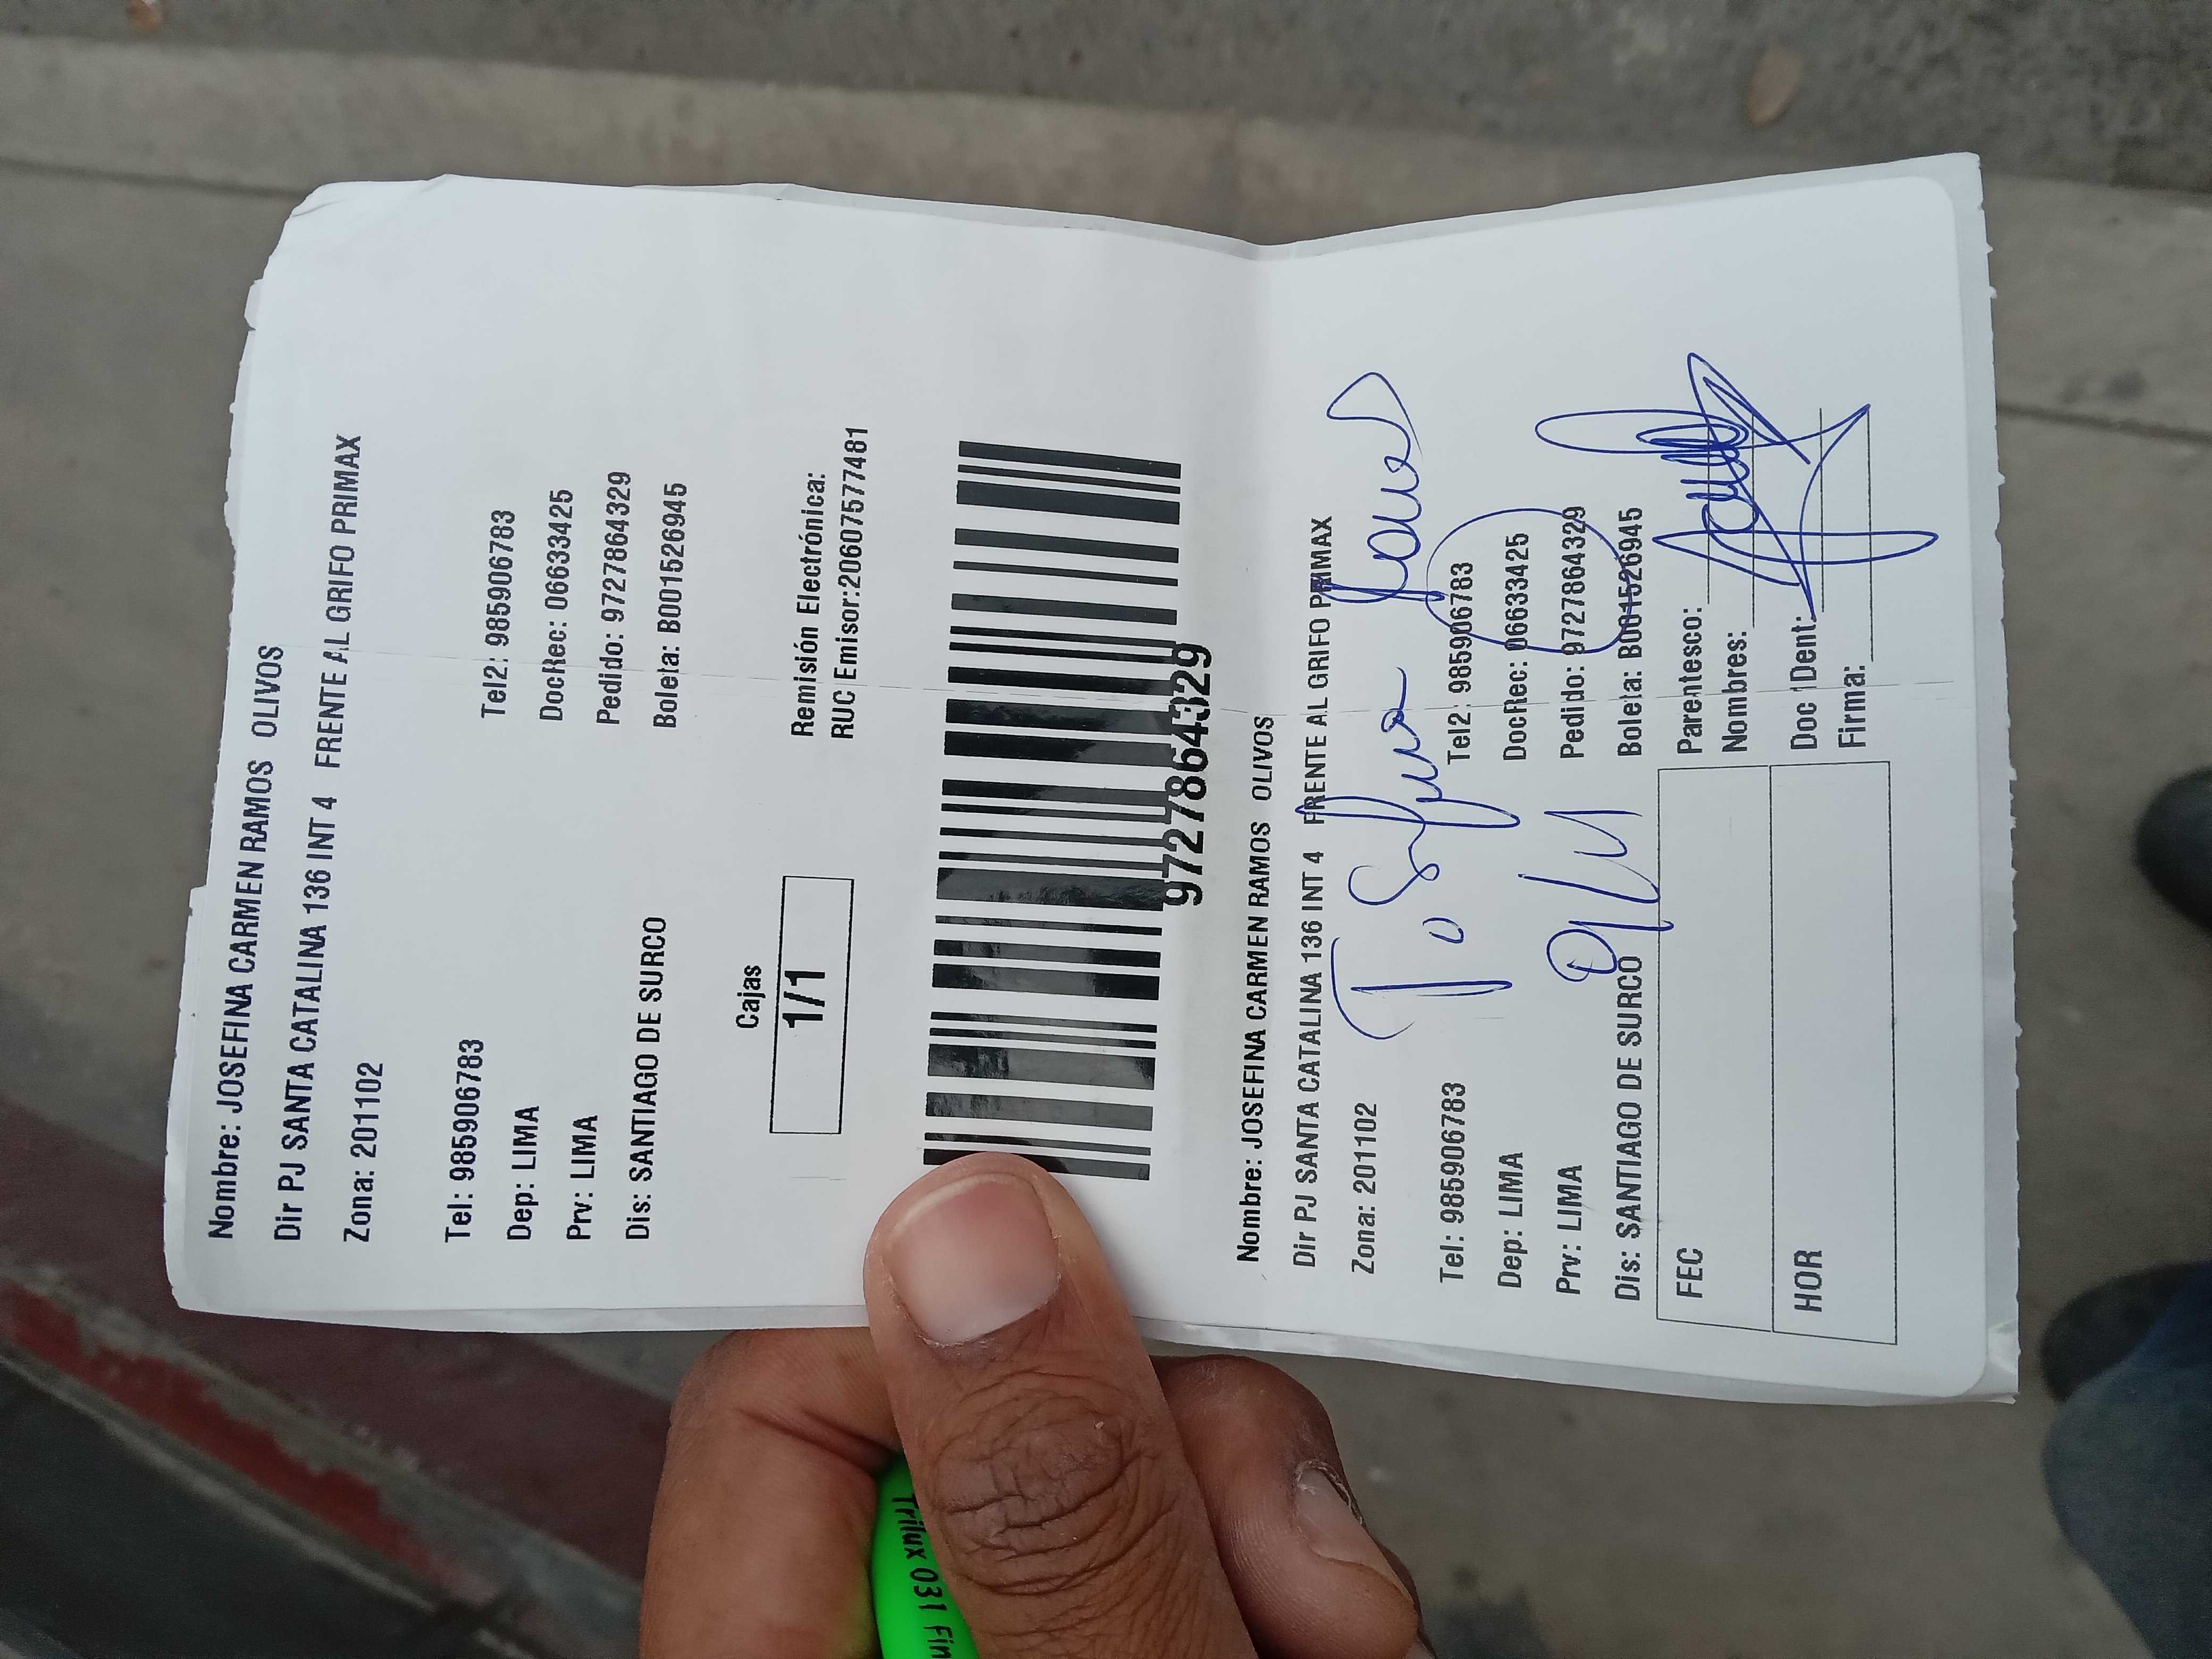 Nombre: JOSEFINA CARMEN RAMOS OLIVOS
Dir PJ SANTA CATALINA 136 INT 4 FRENTE AL GRIFO PRIMAX
Zona: 201102
Tel: 985906783 Tel2: 985906783
Dep: LIMA DocRec: 06633425
Prv: LIMA Pedido: 9727864329
Dis: SANTIAGO DE SURCO Boleta: B001526945
Cajas Remisión Electrónica:
1/1 RUC Emisor:20607577481
9727864329
Nombre: JOSEFINA CARMEN RAMOS OLIVOS
Dir PJ SANTA CATALINA 136 INT 4 FRENTE AL GRIFO PRIMAX
Zona: 201102
Tel: 985906783 Tel2: 985906783
Dep: LIMA DocRec: 06633425
Prv: LIMA Pedido: 9727864329
Dis: SANTIAGO DE SURCO Boleta: B001526945
FEC Parentesco:
Nombres:
HOR Doc IDent:
Firma:
Trilux 031 Fin